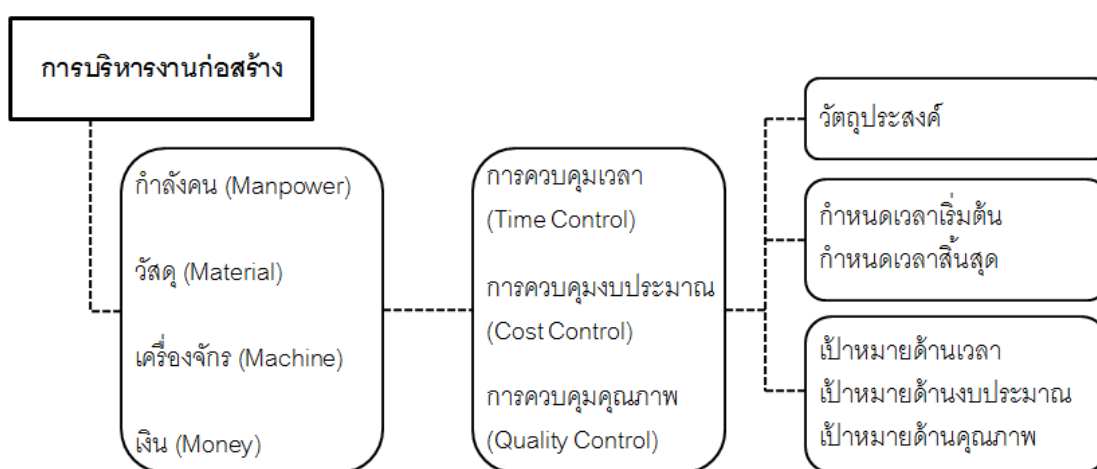 การบริหารงานก่อสร้าง
กำลังคน (Manpower)
วัสดุ (Material)
เครื่องจักร (Machine)
เงิน (Money)
การควบคุมเวลา
(Time Control)
การควบคุมงบประมาณ
(Cost Control)
การควบคุมคุณภาพ
(Quality Control)
วัตถุประสงค์
กำหนดเวลาเริ่มต้น
กำหนดเวลาสิ้นสุด
เป้าหมายด้านเวลา
เป้าหมายด้านงบประมาณ
เป้าหมายด้านคุณภาพ